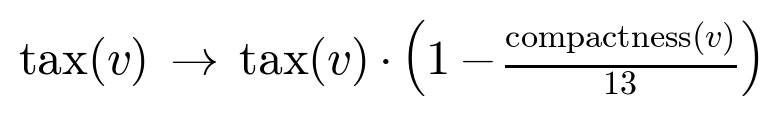 tax(v) → tax(v) · (1 − compactness(v)/13)